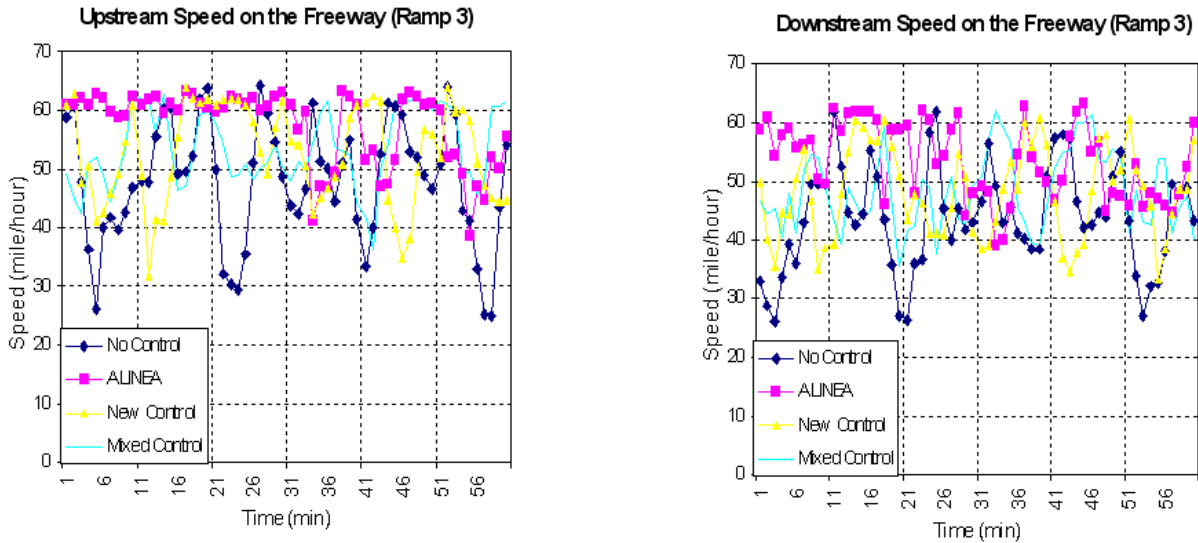 Upstream Speed on the Freeway (Ramp 3)
70
60
50
40
30
20
10
0
Speed (mile/hour)
No Control
ALINEA
New Control
Mixed Control
1 6 11 16 21 26 31 36 41 46 51 56
Time (min)
Downstream Speed on the Freeway (Ramp 3)
70
60
50
40
30
20
10
0
Speed (mile/hour)
No Control
ALINEA
New Control
Mixed Control
1 6 11 16 21 26 31 36 41 46 51 56
Time (min)